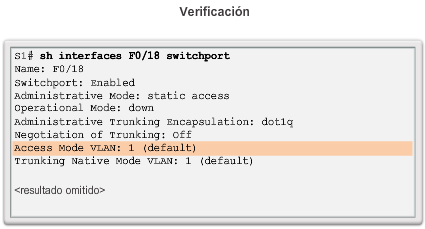 Verificación
S1# sh interfaces F0/18 switchport
Name: F0/18
Switchport: Enabled
Administrative Mode: static access
Operational Mode: down
Administrative Trunking Encapsulation: dot1q
Negotiation of Trunking: Off
Access Mode VLAN: 1 (default)
Trunking Native Mode VLAN: 1 (default)
<resultado omitido>